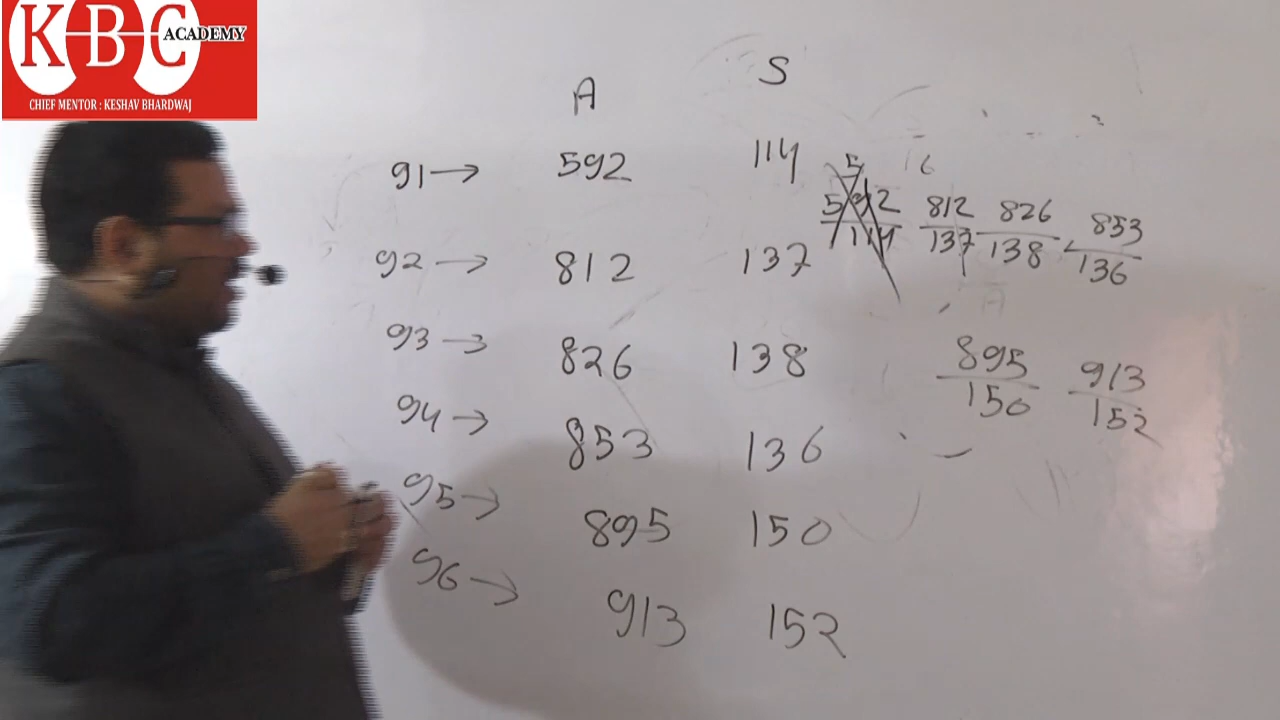 KBC
ACADEMY
CHIEF MENTOR : KESHAV BHARDWAJ
A S
91 → 592 114
92 → 812 137
93 → 826 138
94 → 853 136
95 → 895 150
96 → 913 152
5 16
592 812 826 853
114 137 138 136
895 913
150 152